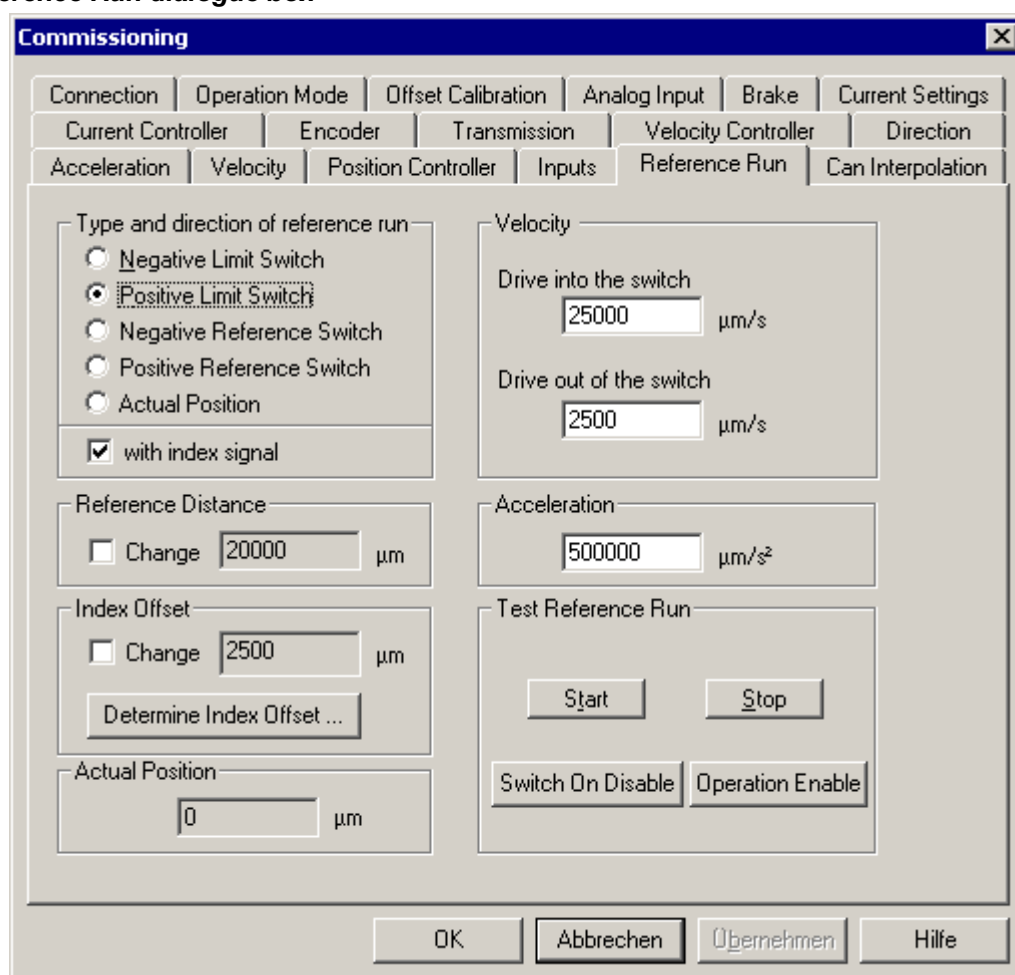 Commissioning
Connection Operation Mode Offset Calibration Analog Input Brake Current Settings
Current Controller Encoder Transmission Velocity Controller Direction
Acceleration Velocity Position Controller Inputs Reference Run Can Interpolation
Type and direction of reference run
Negative Limit Switch
Positive Limit Switch
Negative Reference Switch
Positive Reference Switch
Actual Position
with index signal
Reference Distance
Change 20000 µm
Index Offset
Change 2500 µm
Determine Index Offset ...
Actual Position
0 µm
Velocity
Drive into the switch
25000 µm/s
Drive out of the switch
2500 µm/s
Acceleration
500000 µm/s²
Test Reference Run
Start Stop
Switch On Disable Operation Enable
OK Abbrechen Übernehmen Hilfe